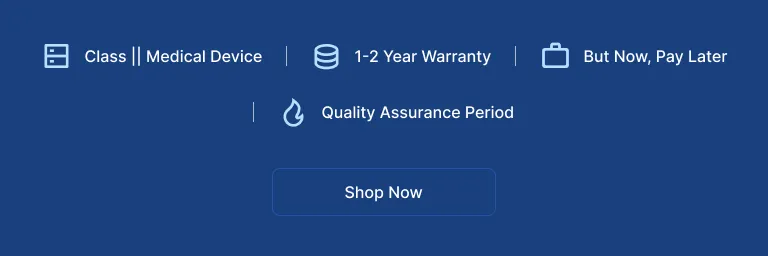 Class || Medical Device 1-2 Year Warranty But Now, Pay Later
Quality Assurance Period
Shop Now